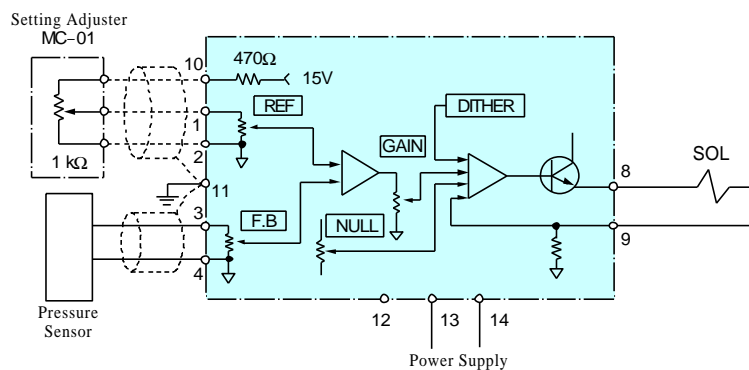 Setting Adjuster
MC-01
10
470Ω
15V
REF
1
2
1 kΩ
11
DITHER
GAIN
8
SOL
3
F.B
NULL
9
4
Pressure
Sensor
12
13
14
Power Supply